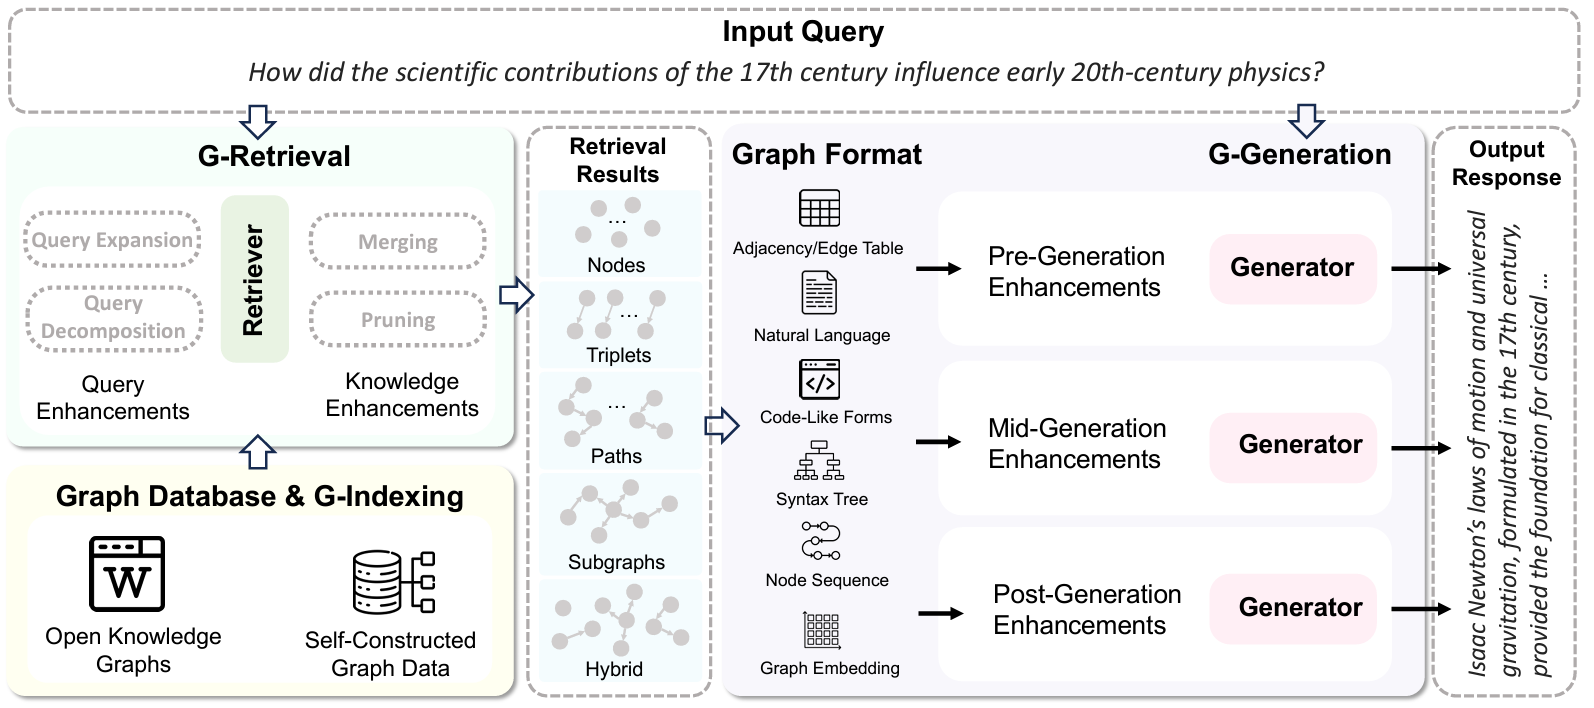 Input Query
How did the scientific contributions of the 17th century influence early 20th-century physics?
G-Retrieval
Query Expansion
Query
Decomposition
Query
Enhancements
Retriever
Merging
Pruning
Knowledge
Enhancements
Graph Database & G-Indexing
W
Open Knowledge
Graphs
Self-Constructed
Graph Data
Retrieval
Results
...
Nodes
...
Triplets
...
Paths
Subgraphs
Hybrid
Graph Format
Adjacency/Edge Table
Natural Language
</>
Code-Like Forms
Syntax Tree
Node Sequence
Graph Embedding
G-Generation
Pre-Generation
Enhancements
Generator
Mid-Generation
Enhancements
Generator
Post-Generation
Enhancements
Generator
Output
Response
Isaac Newton's laws of motion and universal
gravitation, formulated in the 17th century,
provided the foundation for classical ...